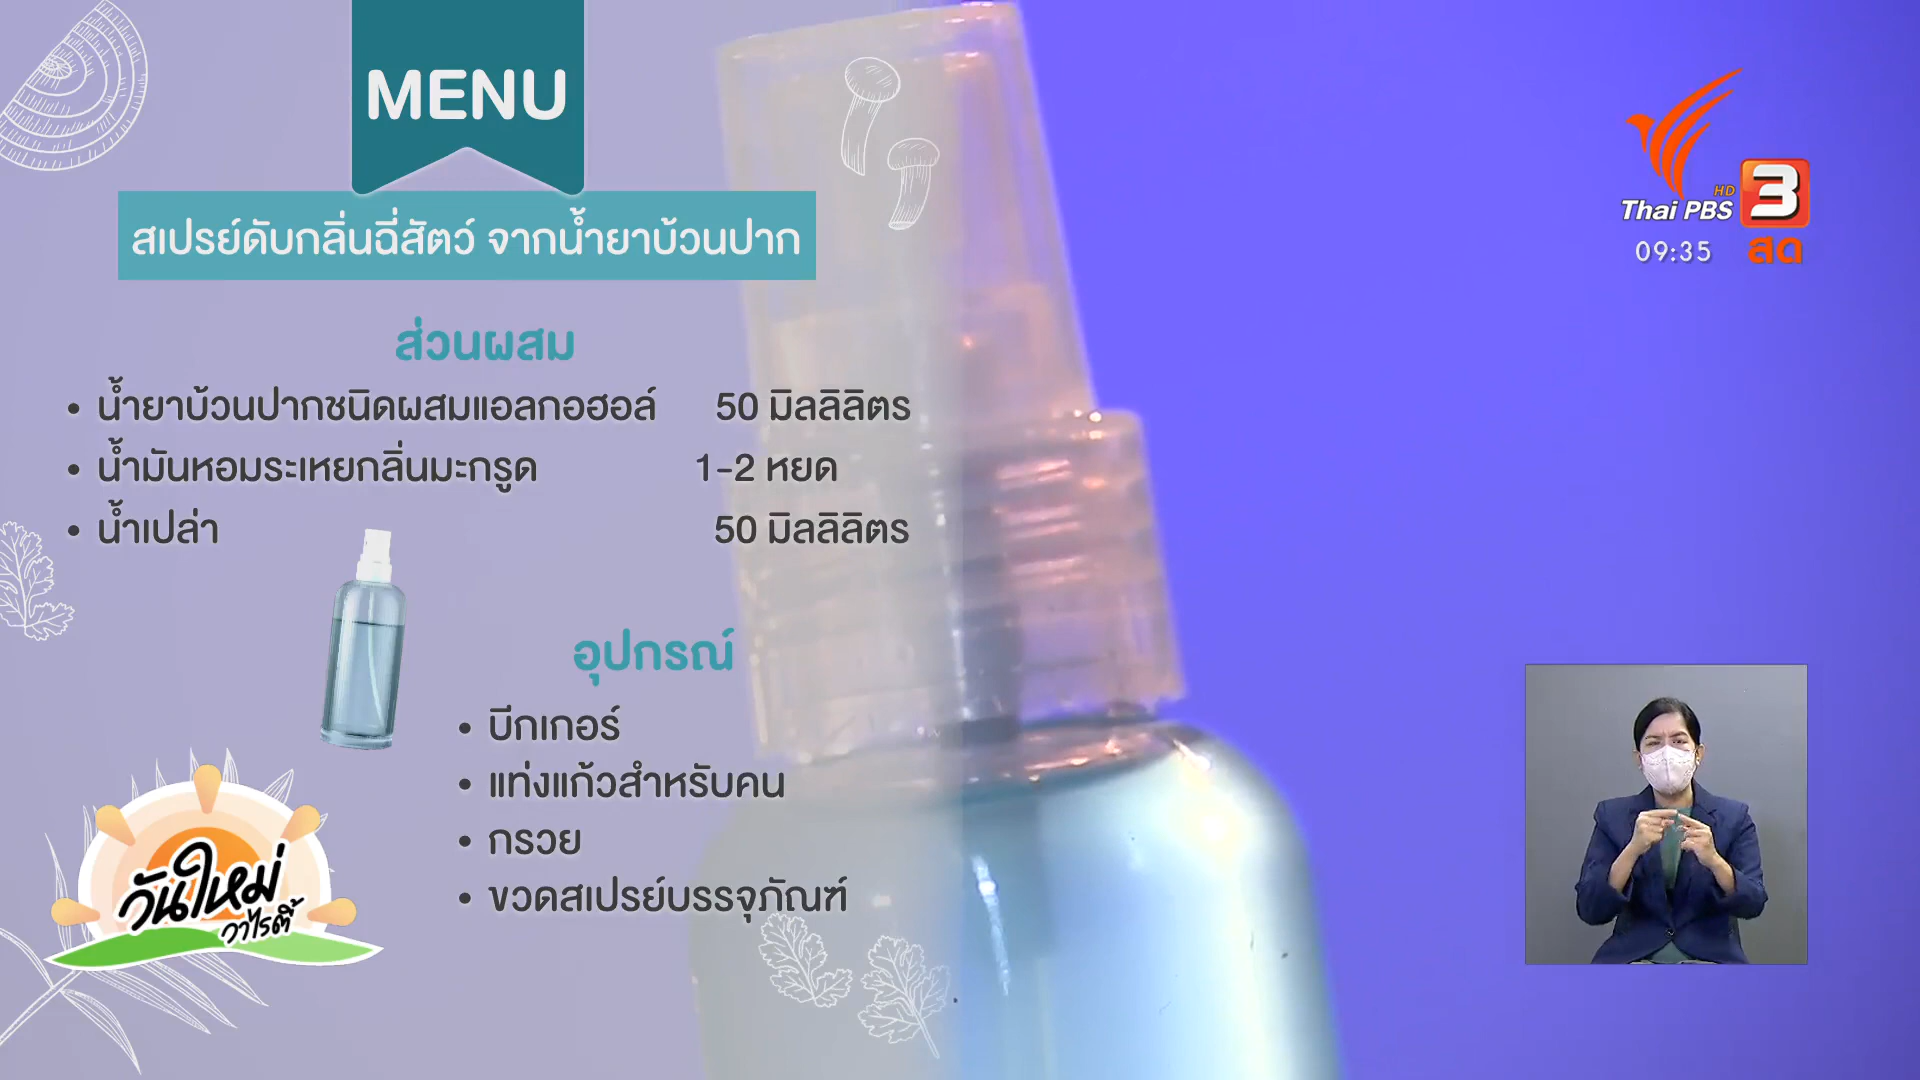 MENU
สเปรย์ดับกลิ่นฉี่สัตว์ จากน้ำยาบ้วนปาก
ส่วนผสม
• น้ำยาบ้วนปากชนิดผสมแอลกอฮอล์ 50 มิลลิลิตร
• น้ำมันหอมระเหยกลิ่นมะกรูด 1-2 หยด
• น้ำเปล่า 50 มิลลิลิตร
อุปกรณ์
• บีกเกอร์
• แท่งแก้วสำหรับคน
• กรวย
• ขวดสเปรย์บรรจุภัณฑ์
วันใหม่
วาไรตี้
HD
Thai PBS 3
09:35 สด